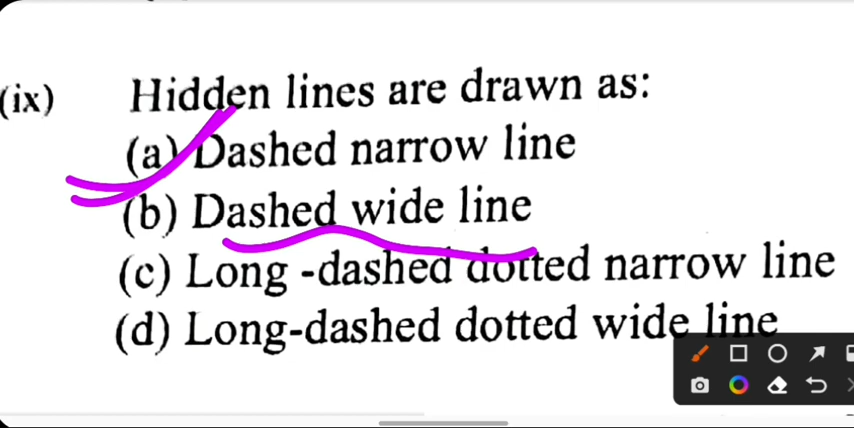 (ix) Hidden lines are drawn as:
(a) Dashed narrow line
(b) Dashed wide line
(c) Long -dashed dotted narrow line
(d) Long-dashed dotted wide line